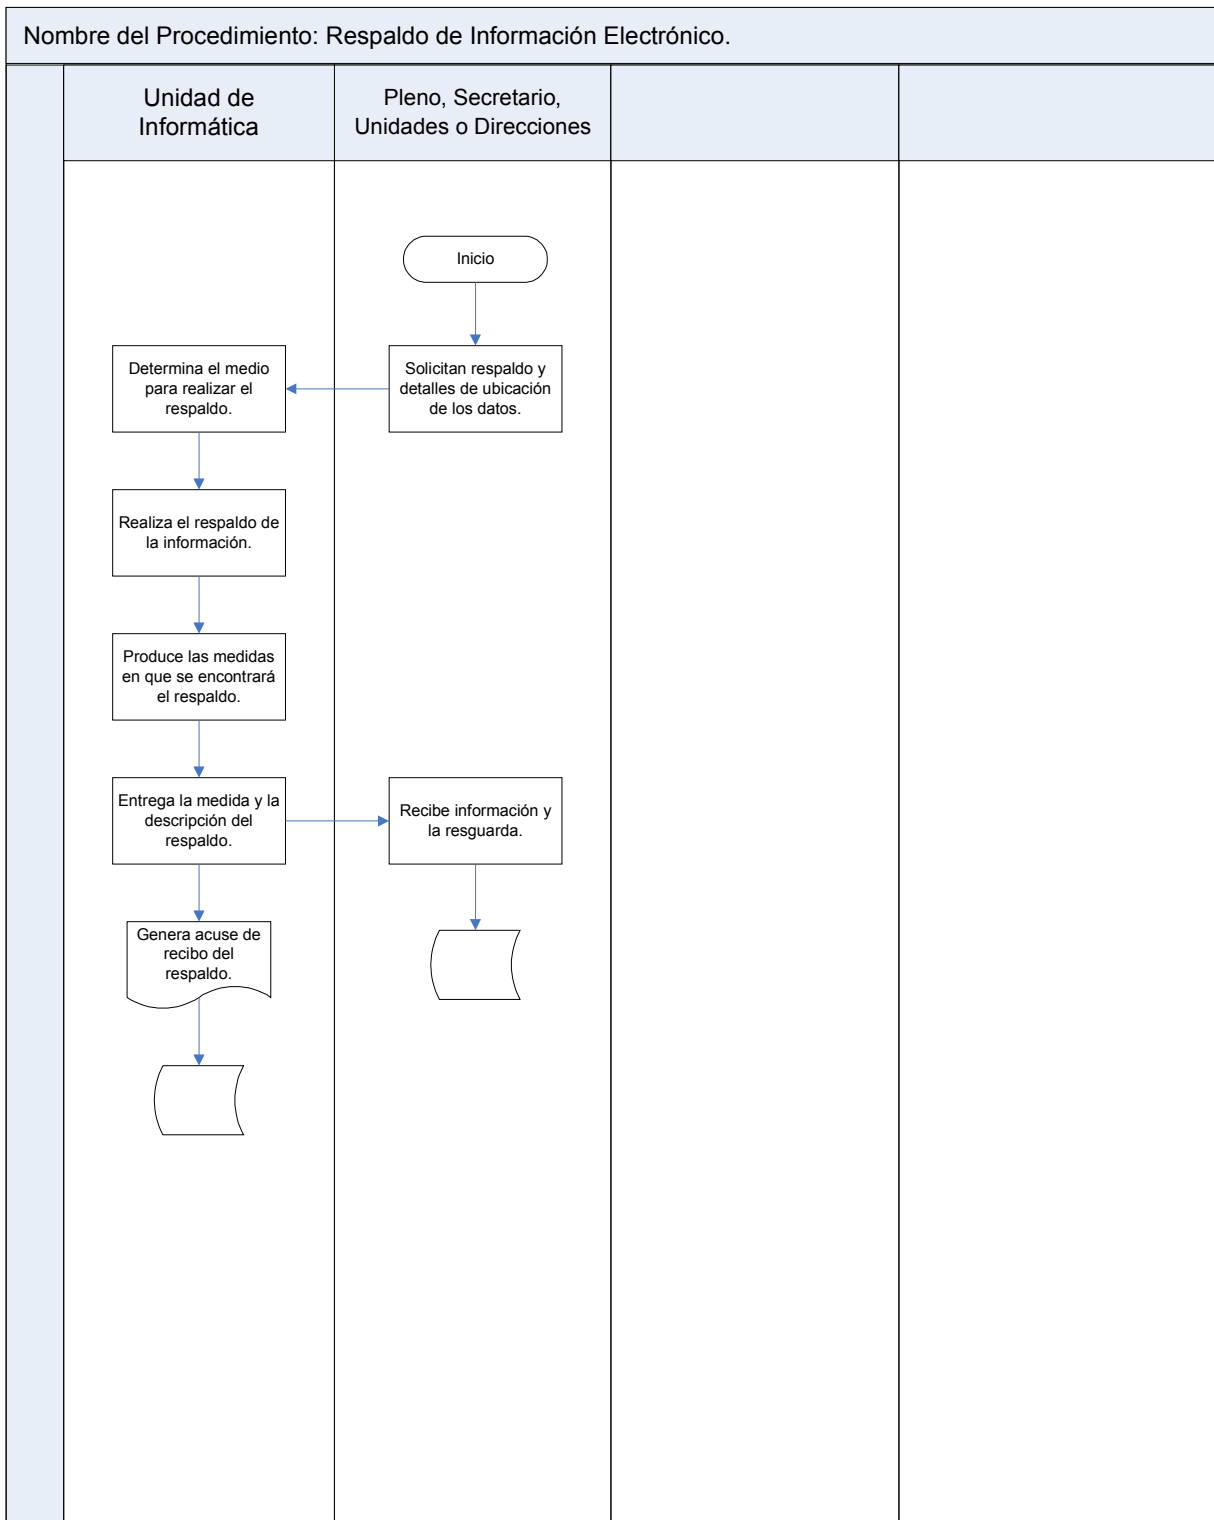 Nombre del Procedimiento: Respaldo de Información Electrónico.
Unidad de
Informática
Pleno, Secretario,
Unidades o Direcciones
Inicio
Solicitan respaldo y
detalles de ubicación
de los datos.
Determina el medio
para realizar el
respaldo.
Realiza el respaldo de
la información.
Produce las medidas
en que se encontrará
el respaldo.
Entrega la medida y la
descripción del
respaldo.
Recibe información y
la resguarda.
Genera acuse de
recibo del
respaldo.